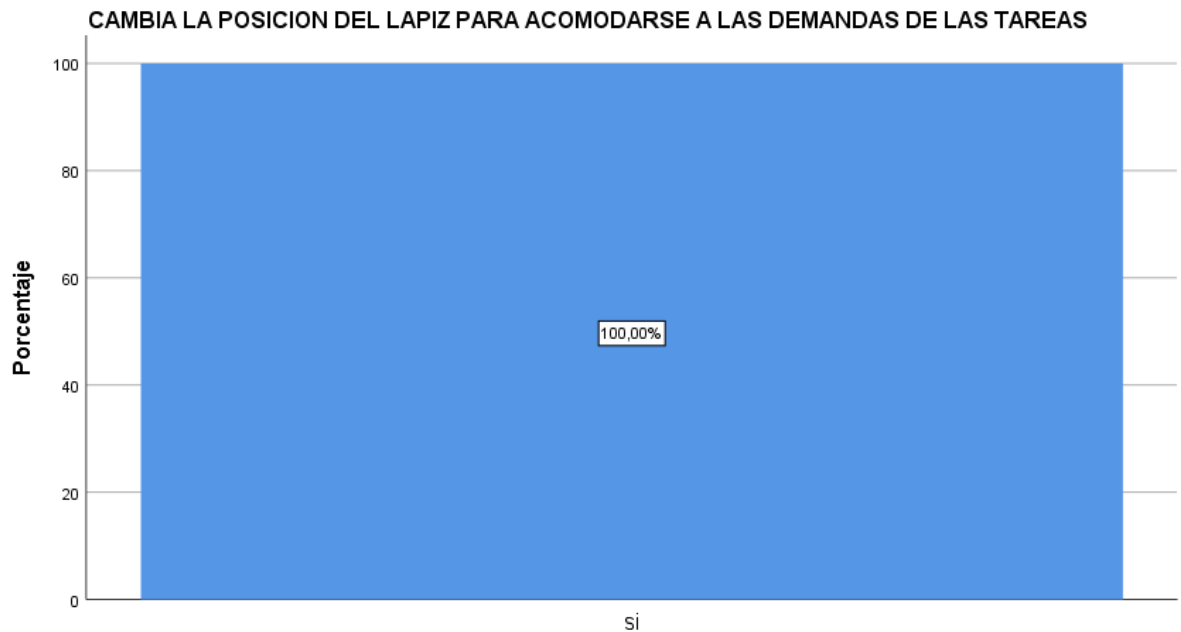 CAMBIA LA POSICION DEL LAPIZ PARA ACOMODARSE A LAS DEMANDAS DE LAS TAREAS
100
80
60
40
20
0
Porcentaje
100,00%
sí